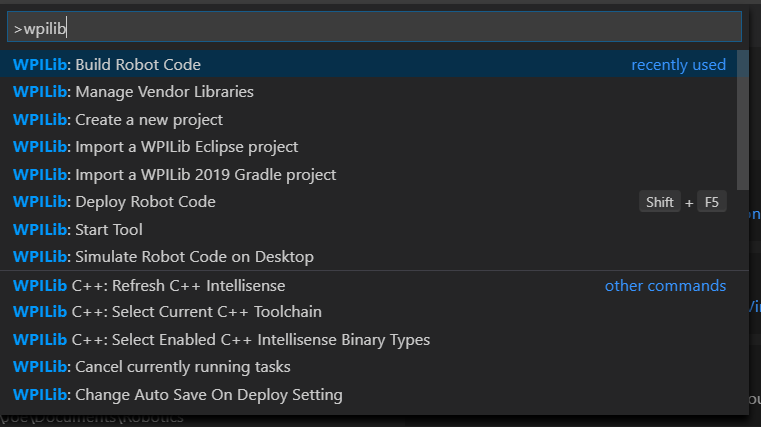 >wpilib
WPILib: Build Robot Code recently used
WPILib: Manage Vendor Libraries
WPILib: Create a new project
WPILib: Import a WPILib Eclipse project
WPILib: Import a WPILib 2019 Gradle project
WPILib: Deploy Robot Code Shift + F5
WPILib: Start Tool
WPILib: Simulate Robot Code on Desktop
WPILib C++: Refresh C++ Intellisense other commands
WPILib C++: Select Current C++ Toolchain
WPILib C++: Select Enabled C++ Intellisense Binary Types
WPILib: Cancel currently running tasks
WPILib: Change Auto Save On Deploy Setting
\Documents\Robotics